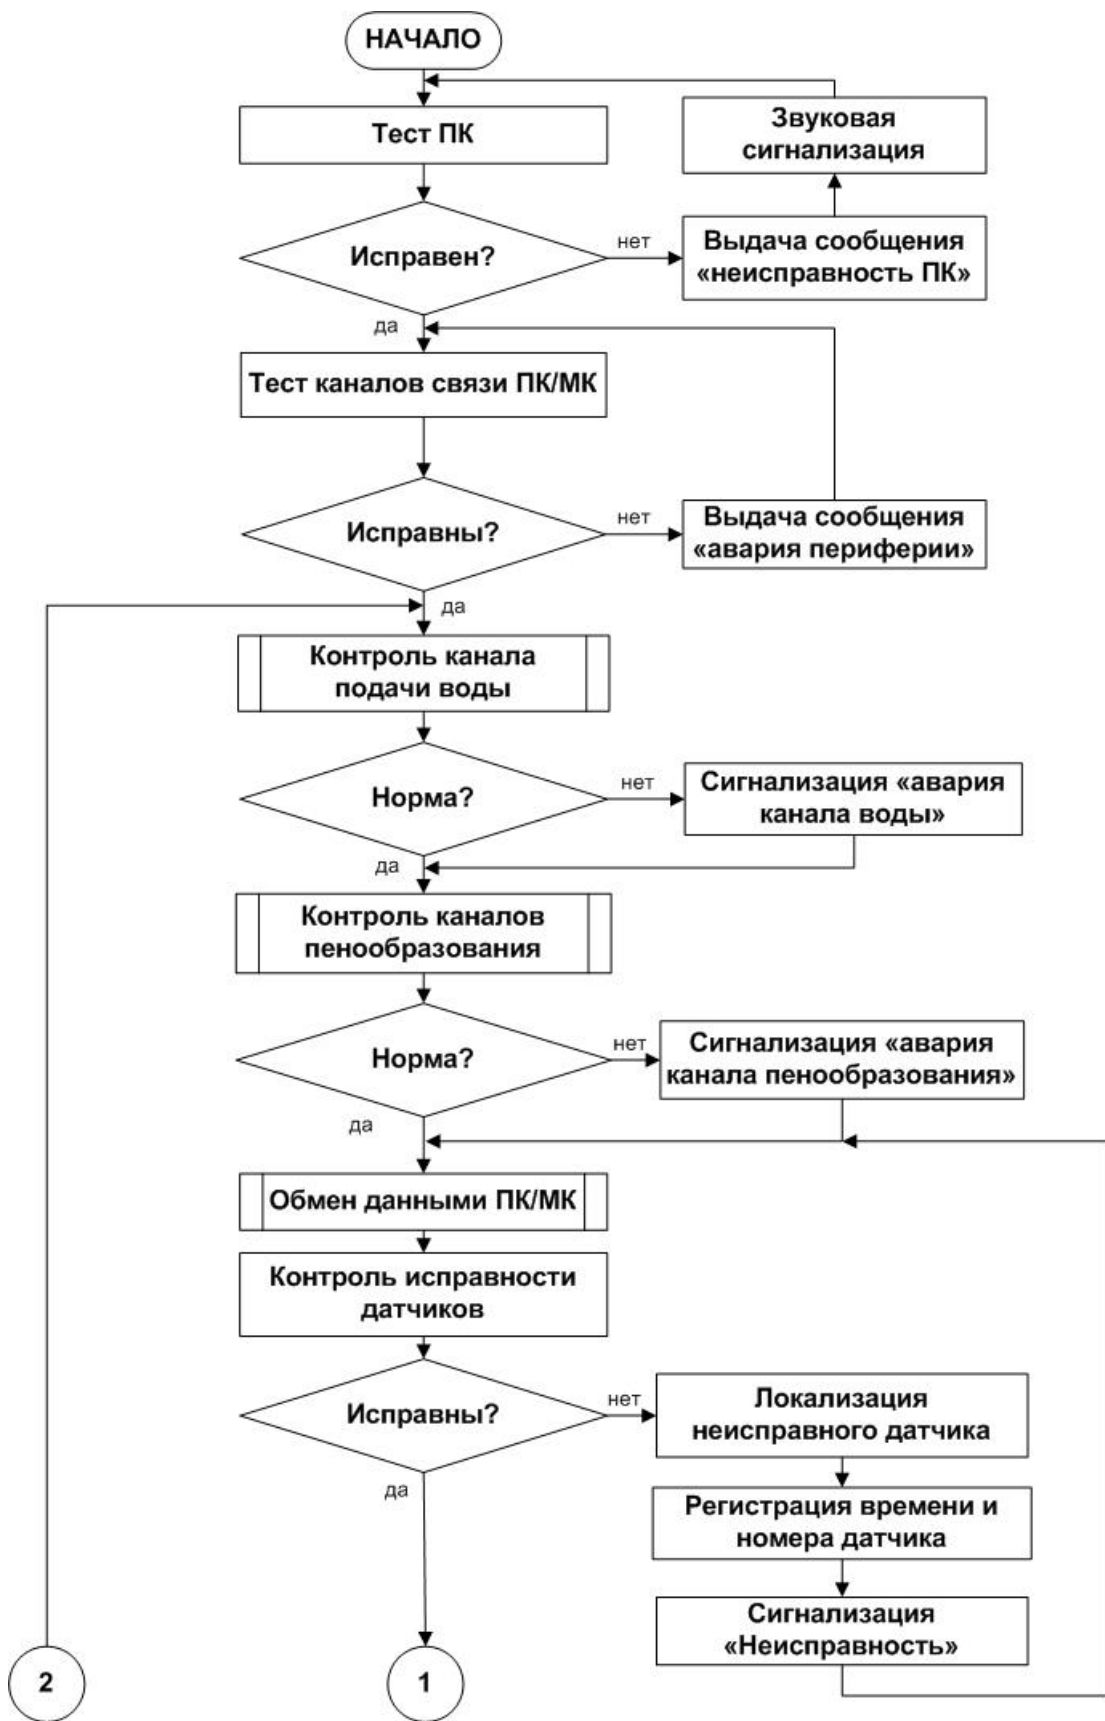 НАЧАЛО
Тест ПК
Звуковая
сигнализация
Исправен?
нет
Выдача сообщения
«неисправность ПК»
да
Тест каналов связи ПК/МК
Исправны?
нет
Выдача сообщения
«авария периферии»
да
Контроль канала
подачи воды
Норма?
нет
Сигнализация «авария
канала воды»
да
Контроль каналов
пенообразования
Норма?
нет
Сигнализация «авария
канала пенообразования»
да
Обмен данными ПК/МК
Контроль исправности
датчиков
Исправны?
нет
Локализация
неисправного датчика
да
Регистрация времени и
номера датчика
Сигнализация
«Неисправность»
2
1